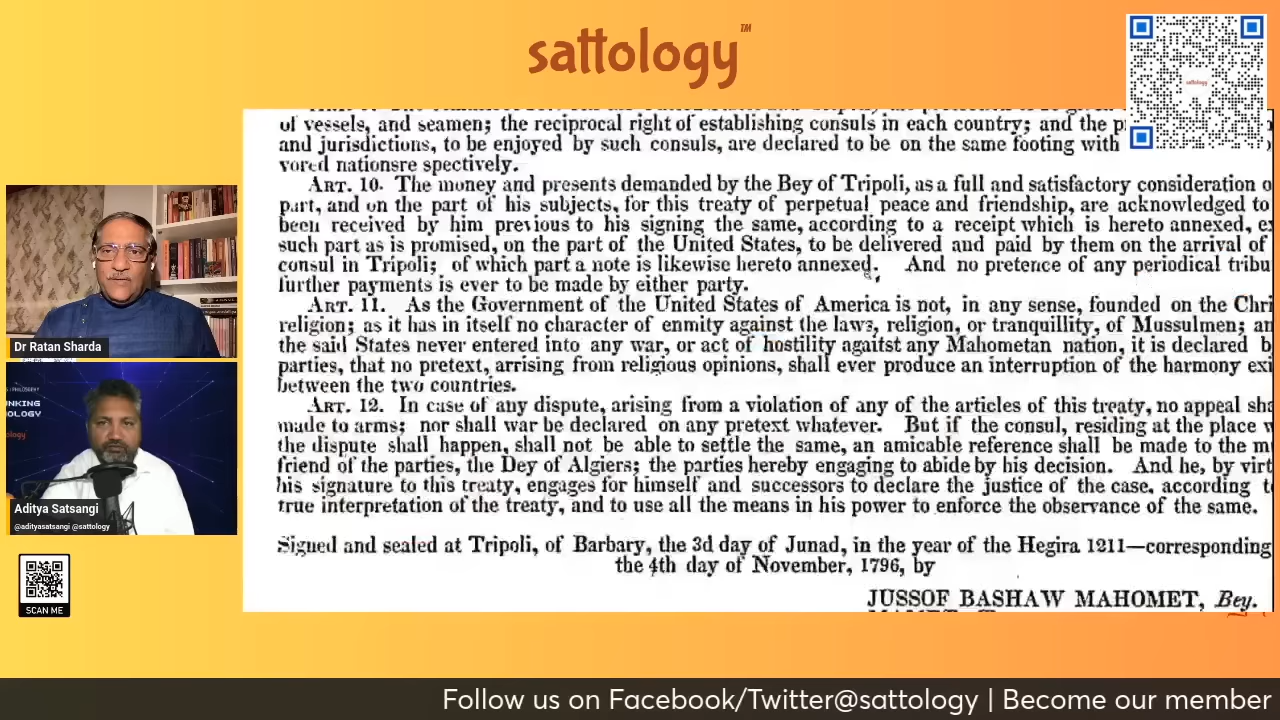 sattology™
of vessels, and seamen; the reciprocal right of establishing consuls in each country; and the p
and jurisdictions, to be enjoyed by such consuls, are declared to be on the same footing with
vored nationsre spectively.
ART. 10. The money and presents demanded by the Bey of Tripoli, as a full and satisfactory consideration o
part, and on the part of his subjects, for this treaty of perpetual peace and friendship, are acknowledged to
been received by him previous to his signing the same, according to a receipt which is hereto annexed, ex
such part as is promised, on the part of the United States, to be delivered and paid by them on the arrival of
consul in Tripoli; of which part a note is likewise hereto annexed. And no pretence of any periodical tribu
further payments is ever to be made by either party.
ART. 11. As the Government of the United States of America is not, in any sense, founded on the Chri
religion; as it has in itself no character of enmity against the laws, religion, or tranquillity, of Mussulmen; an
the said States never entered into any war, or act of hostility agaitst any Mahometan nation, it is declared b
parties, that no pretext, arrising from religious opinions, shall ever produce an interruption of the harmony exi
between the two countries.
ART. 12. In case of any dispute, arising from a violation of any of the articles of this treaty, no appeal sha
made to arms; nor shall war be declared on any pretext whatever. But if the consul, residing at the place w
the dispute shall happen, shall not be able to settle the same, an amicable reference shall be made to the mu
friend of the parties, the Dey of Algiers; the parties hereby engaging to abide by his decision. And he, by virt
his signature to this treaty, engages for himself and successors to declare the justice of the case, according t
true interpretation of the treaty, and to use all the means in his power to enforce the observance of the same.
Signed and sealed at Tripoli, of Barbary, the 3d day of Junad, in the year of the Hegira 1211—corresponding
the 4th day of November, 1796, by
JUSSOF BASHAW MAHOMET, Bey.
Dr Ratan Sharda
Aditya Satsangi
@adityasatsangi @sattology
SCAN ME
Follow us on Facebook/Twitter@sattology | Become our member